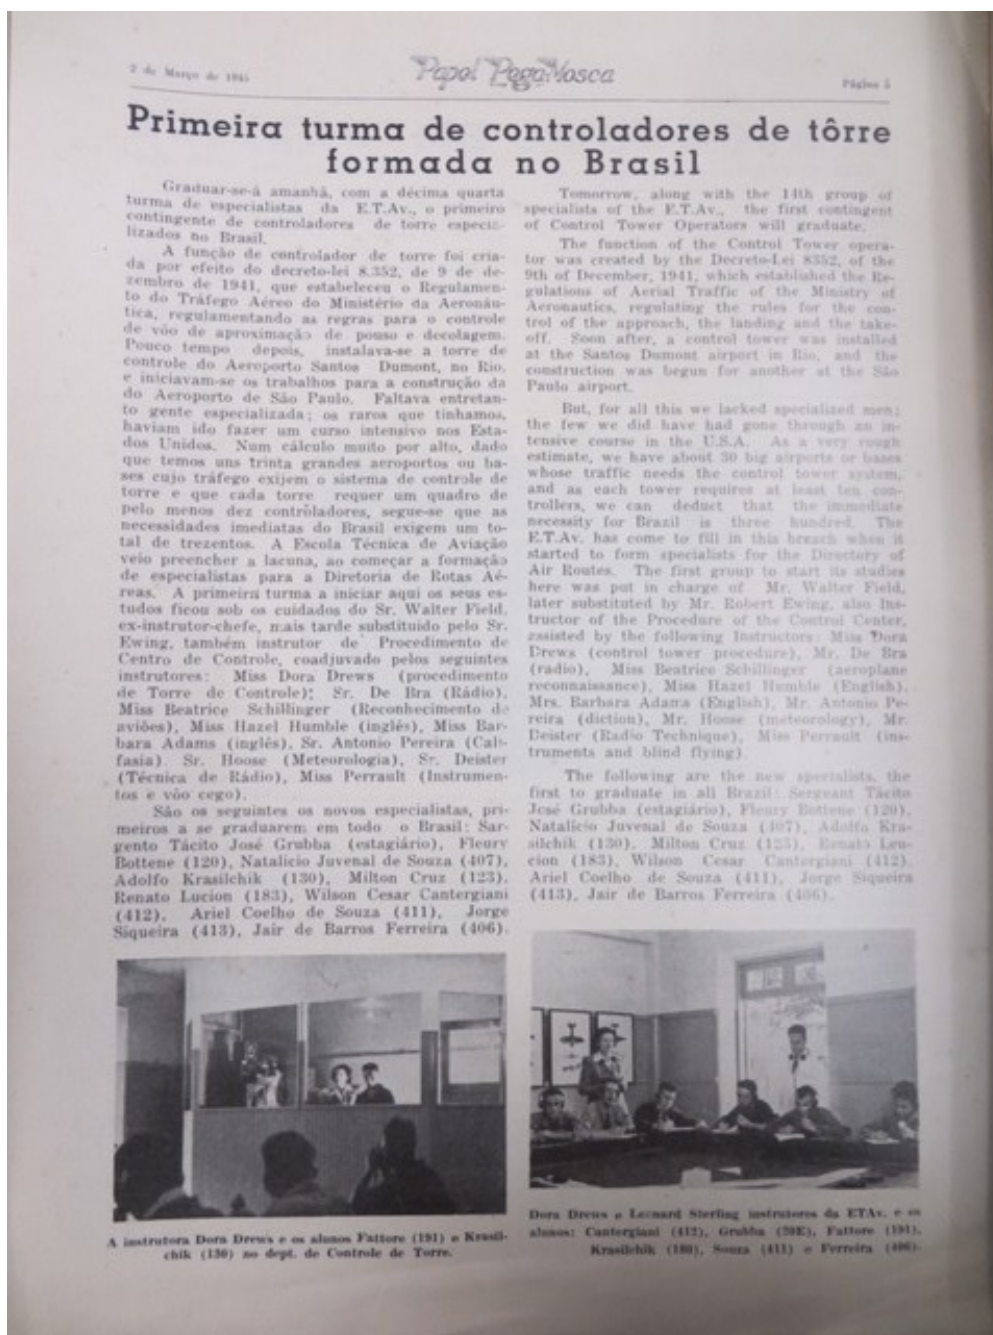 2 de Março de 1945
Papel PegaMosca
Página 5
Primeira turma de controladores de tôrre
formada no Brasil
Graduar-se-á amanhã, com a décima quarta
turma de especialistas da E.T.Av., o primeiro
contingente de controladores de torre especia-
lizados no Brasil.
A função de controlador de torre foi cria-
da por efeito do decreto-lei 8.352, de 9 de de-
zembro de 1941, que estabeleceu o Regulamen-
to do Tráfego Aéreo do Ministério da Aeronáu-
tica, regulamentando as regras para o controle
de vôo de aproximação de pouso e decolagem.
Pouco tempo depois, instalava-se a torre de
controle do Aeroporto Santos Dumont, no Rio,
e iniciavam-se os trabalhos para a construção da
do Aeroporto de São Paulo. Faltava entretan-
to gente especializada; os raros que tinhamos,
haviam ido fazer um curso intensivo nos Esta-
dos Unidos. Num cálculo muito por alto, dado
que temos uns trinta grandes aeroportos ou ba-
ses cujo tráfego exijem o sistema de controle de
torre e que cada torre requer um quadro de
pelo menos dez contrôladores, segue-se que as
necessidades imediatas do Brasil exigem um to-
tal de trezentos. A Escola Técnica de Aviação
veio preencher a lacuna, ao começar a formação
de especialistas para a Diretoria de Rotas Aé-
reas. A primeira turma a iniciar aqui os seus es-
tudos ficou sob os cuidados do Sr. Walter Field,
ex-instrutor-chefe, mais tarde substituido pelo Sr.
Ewing, também instrutor de Procedimento de
Centro de Controle, coadjuvado pelos seguintes
instrutores: Miss Dora Drews (procedimento
de Torre de Controle); Sr. De Bra (Rádio),
Miss Beatrice Schillinger (Reconhecimento de
aviões), Miss Hazel Humble (inglés), Miss Bar-
bara Adams (inglés), Sr. Antonio Pereira (Cali-
fasia). Sr. Hoose (Meteorologia), Sr. Deister
(Técnica de Rádio), Miss Perrault (Instrumen-
tos e vôo cego).
São os seguintes os novos especialistas, pri-
meiros a se graduarem em todo o Brasil: Sar-
gento Tácito José Grubba (estagiário), Fleury
Bottene (120), Natalício Juvenal de Souza (407),
Adolfo Krasilchik (130), Milton Cruz (123),
Renato Lucion (183), Wilson Cesar Cantergiani
(412), Ariel Coelho de Souza (411), Jorge
Siqueira (413), Jair de Barros Ferreira (406).
Tomorrow, along with the 14th group of
specialists of the E.T.Av., the first contingent
of Control Tower Operators will graduate.
The function of the Control Tower opera-
tor was created by the Decreto-Lei 8352, of the
9th of December, 1941, which established the Re-
gulations of Aerial Traffic of the Ministry of
Aeronautics, regulating the rules for the con-
trol of the approach, the landing and the take-
off. Soon after, a control tower was installed
at the Santos Dumont airport in Rio, and the
construction was begun for another at the São
Paulo airport.
But, for all this we lacked specialized men;
the few we did have had gone through an in-
tensive course in the U.S.A. As a very rough
estimate, we have about 30 big airports or bases
whose traffic needs the control tower system,
and as each tower requires at least ten con-
trollers, we can deduct that the immediate
necessity for Brazil is three hundred. The
E.T.Av. has come to fill in this breach when it
started to form specialists for the Directory of
Air Routes. The first group to start its studies
here was put in charge of Mr. Walter Field,
later substituted by Mr. Robert Ewing, also Ins-
tructor of the Procedure of the Control Center,
assisted by the following Instructors: Miss Dora
Drews (control tower procedure), Mr. De Bra
(radio), Miss Beatrice Schillinger (aeroplane
reconnaissance), Miss Hazel Humble (English),
Mrs. Barbara Adams (English), Mr. Antonio Pe-
reira (diction), Mr. Hoose (meteorology), Mr.
Deister (Radio Technique), Miss Perrault (ins-
truments and blind flying).
The following are the new specialists, the
first to graduate in all Brazil: Sergeant Tácito
José Grubba (estagiário), Fleury Bottene (120),
Natalício Juvenal de Souza (407), Adolfo Kra-
silchik (130), Milton Cruz (123), Renato Leu-
cion (183), Wilson Cesar Cantergiani (412),
Ariel Coelho de Souza (411), Jorge Siqueira
(413), Jair de Barros Ferreira (406).
A instrutora Dora Drews e os alunos Fattore (191) e Krasil-
chik (130) no dept. de Controle de Torre.
Dora Drews e Leonard Sterling instrutores da ETAv. e os
alunos: Cantergiani (412), Grubba (20E), Fattore (191),
Krasilchik (180), Souza (411) e Ferreira (406).